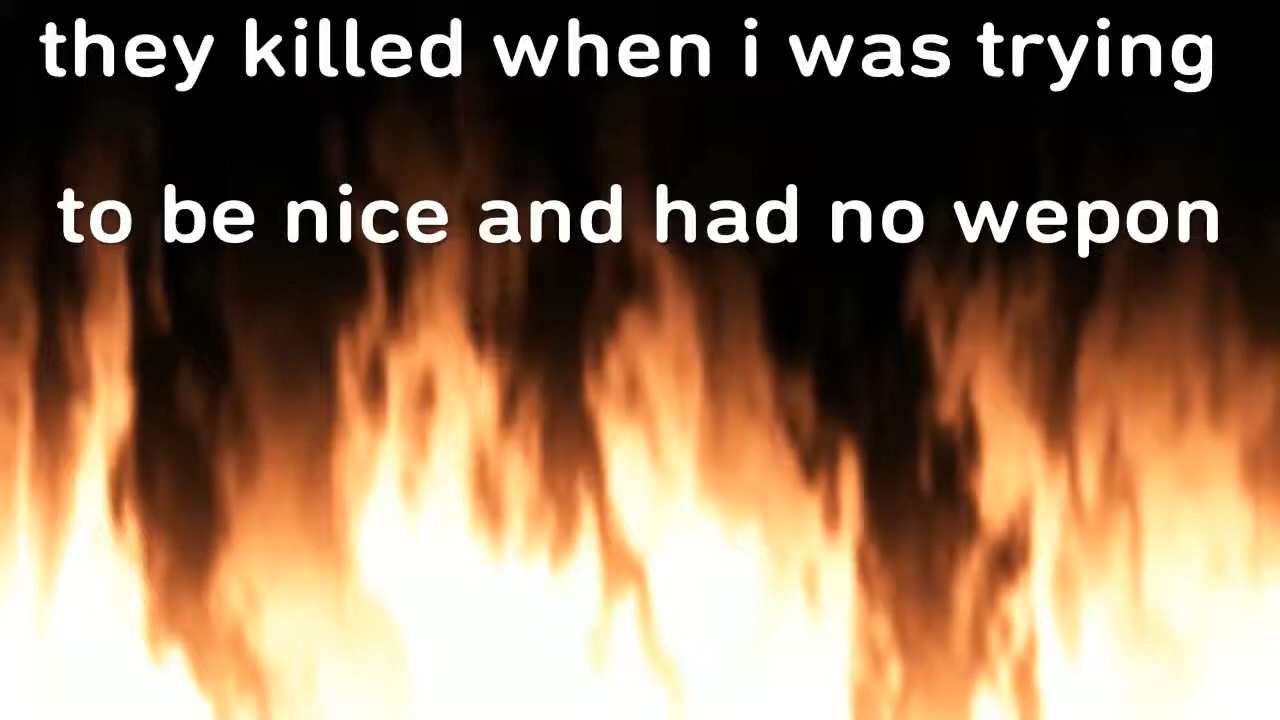 they killed when i was trying
to be nice and had no wepon